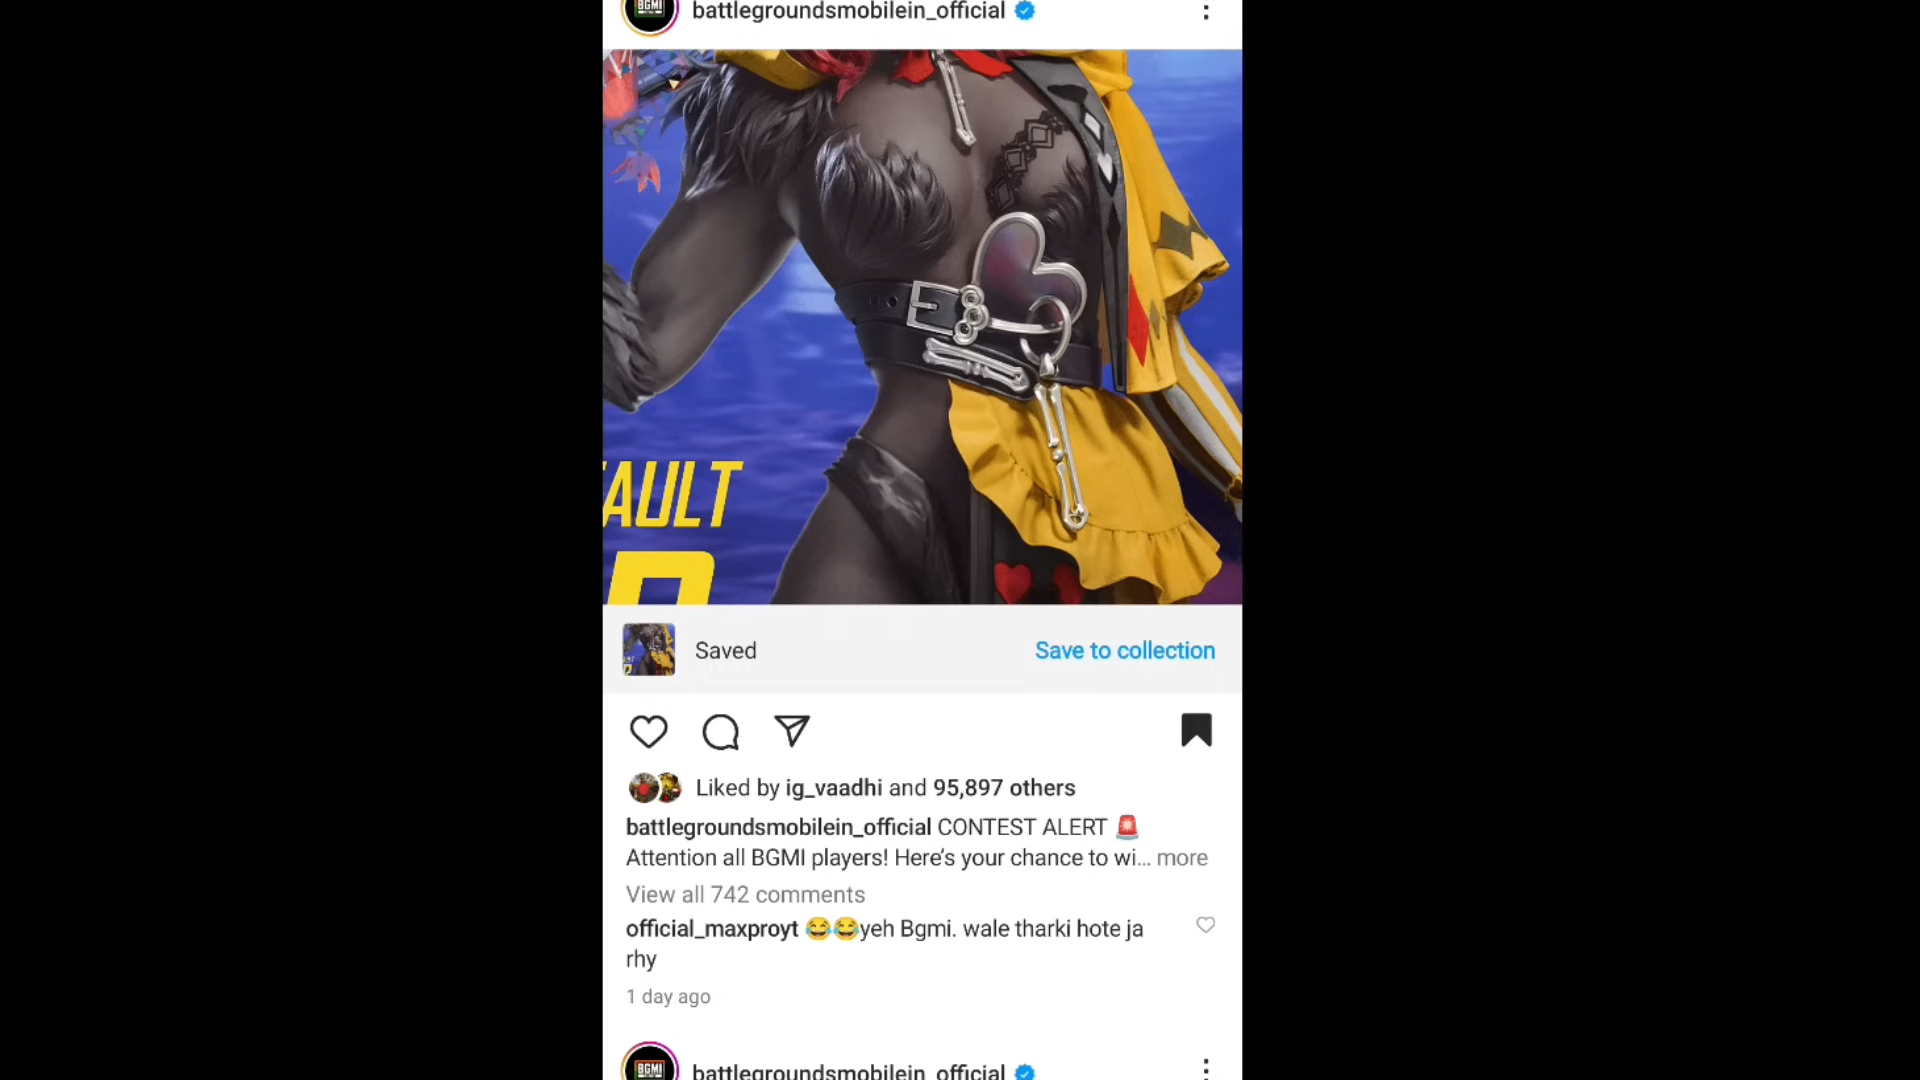 BGMI
battlegroundsmobilein_official
AULT
Saved
Save to collection
Liked by ig_vaadhi and 95,897 others
battlegroundsmobilein_official CONTEST ALERT 🚨
Attention all BGMI players! Here's your chance to wi... more
View all 742 comments
official_maxproyt 😂😂yeh Bgmi. wale tharki hote ja
rhy
1 day ago
BGMI
battlegroundsmobilein_official